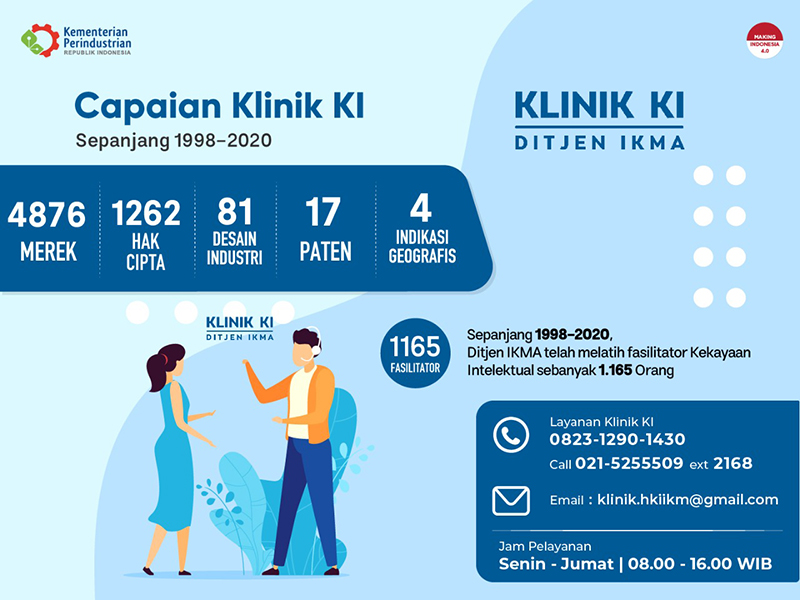 Kementerian
Perindustrian
REPUBLIK INDONESIA
MAKING
INDONESIA
4.0
Capaian Klinik KI
Sepanjang 1998–2020
KLINIK KI
DITJEN IKMA
4876
MEREK
1262
HAK
CIPTA
81
DESAIN
INDUSTRI
17
PATEN
4
INDIKASI
GEOGRAFIS
KLINIK KI
DITJEN IKMA
1165
FASILITATOR
Sepanjang 1998–2020,
Ditjen IKMA telah melatih fasilitator Kekayaan
Intelektual sebanyak 1.165 Orang
Layanan Klinik KI
0823-1290-1430
Call 021-5255509 ext 2168
Email : klinik.hkiikm@gmail.com
Jam Pelayanan
Senin - Jumat | 08.00 - 16.00 WIB